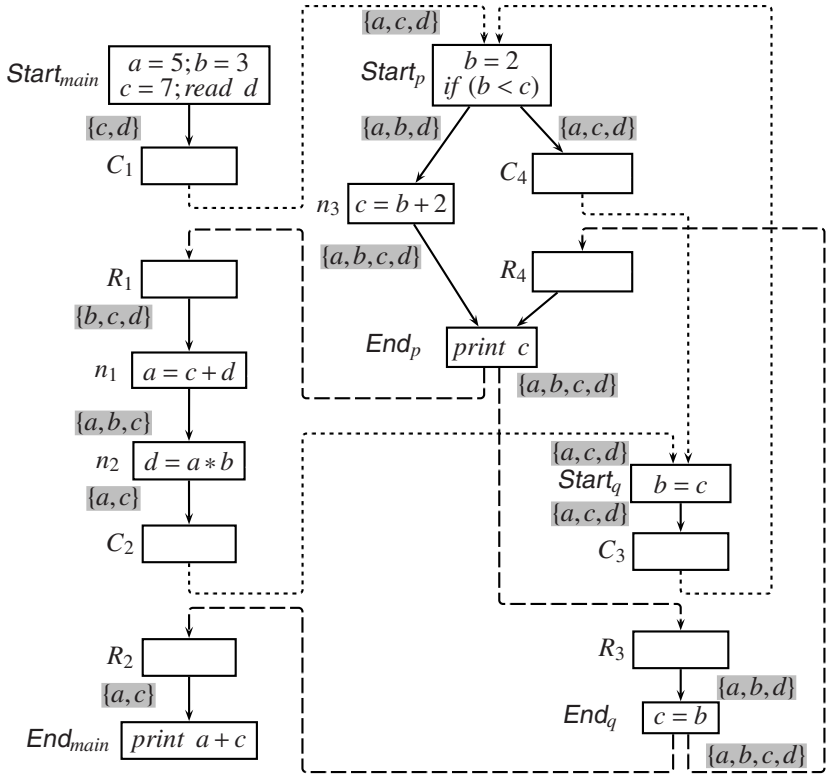 {a,c,d}
Start_main
a = 5; b = 3
c = 7; read d
Start_p
b = 2
if (b < c)
{c,d}
{a,b,d}
{a,c,d}
C_1
C_4
n_3
c = b + 2
{a,b,c,d}
R_1
R_4
{b,c,d}
End_p
print c
n_1
a = c + d
{a,b,c,d}
{a,b,c}
n_2
d = a * b
{a,c,d}
Start_q
b = c
{a,c}
{a,c,d}
C_2
C_3
R_2
R_3
{a,c}
{a,b,d}
End_main
print a + c
End_q
c = b
{a,b,c,d}